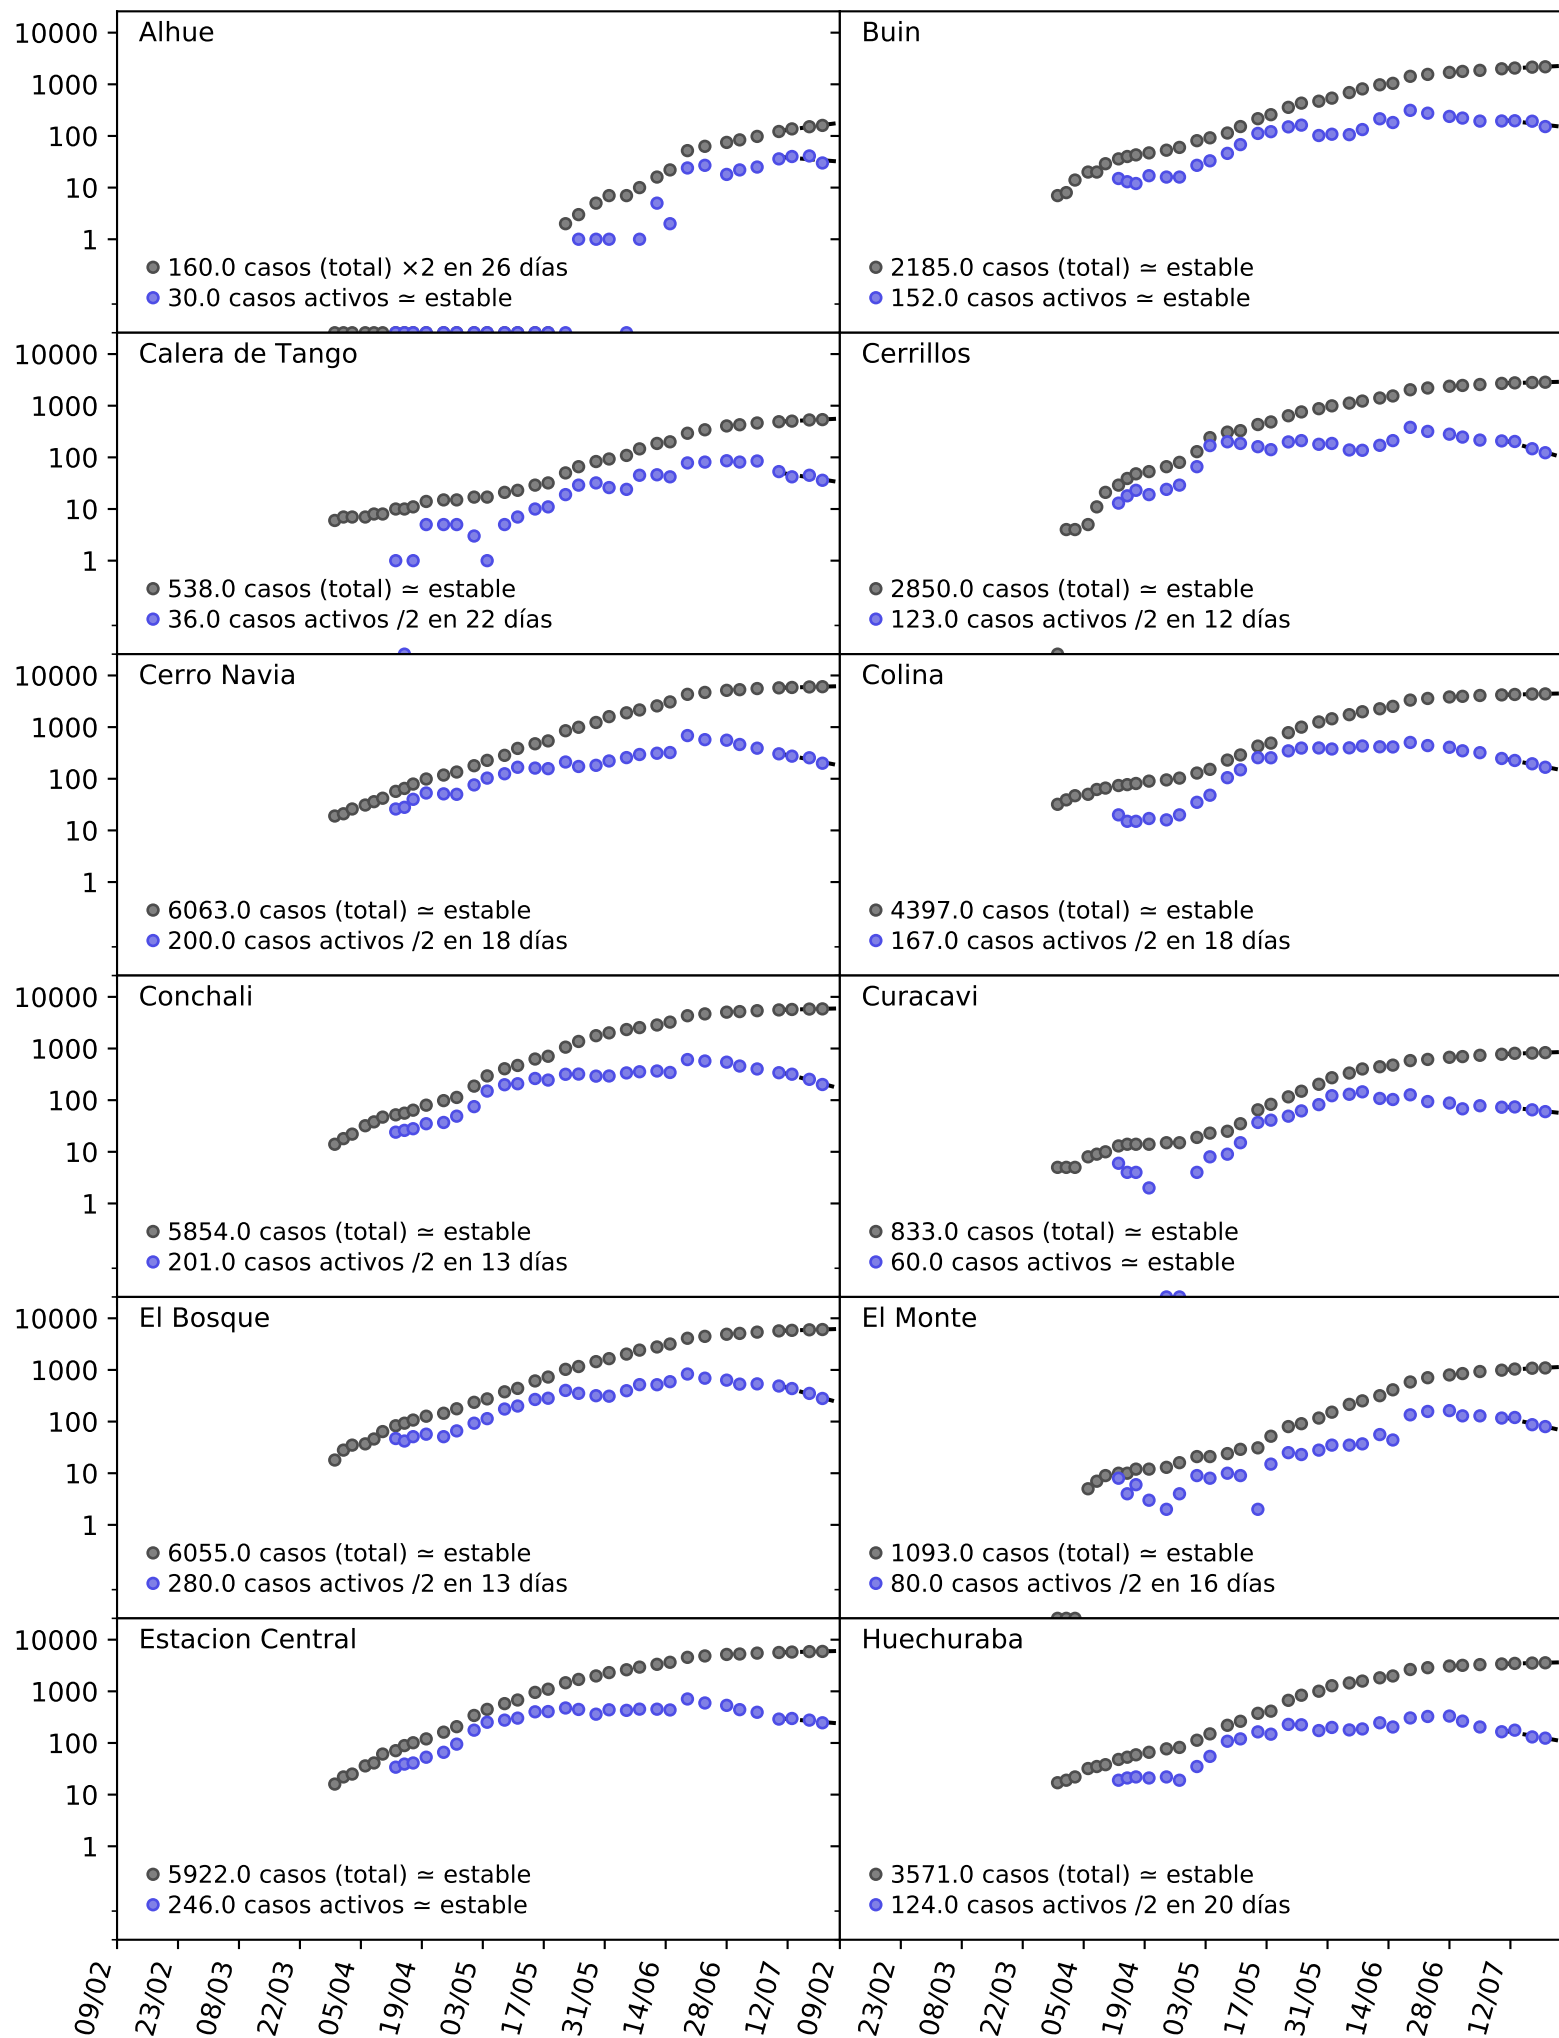 Alhue
Buin
10000
1000
100
10
1
160.0 casos (total) ×2 en 26 días
30.0 casos activos ≃ estable
2185.0 casos (total) ≃ estable
152.0 casos activos ≃ estable
Calera de Tango
Cerrillos
10000
1000
100
10
1
538.0 casos (total) ≃ estable
36.0 casos activos /2 en 22 días
2850.0 casos (total) ≃ estable
123.0 casos activos /2 en 12 días
Cerro Navia
Colina
10000
1000
100
10
1
6063.0 casos (total) ≃ estable
200.0 casos activos /2 en 18 días
4397.0 casos (total) ≃ estable
167.0 casos activos /2 en 18 días
Conchali
Curacavi
10000
1000
100
10
1
5854.0 casos (total) ≃ estable
201.0 casos activos /2 en 13 días
833.0 casos (total) ≃ estable
60.0 casos activos ≃ estable
El Bosque
El Monte
10000
1000
100
10
1
6055.0 casos (total) ≃ estable
280.0 casos activos /2 en 13 días
1093.0 casos (total) ≃ estable
80.0 casos activos /2 en 16 días
Estacion Central
Huechuraba
10000
1000
100
10
1
5922.0 casos (total) ≃ estable
246.0 casos activos ≃ estable
3571.0 casos (total) ≃ estable
124.0 casos activos /2 en 20 días
09/02
23/02
08/03
22/03
05/04
19/04
03/05
17/05
31/05
14/06
28/06
12/07
09/02
23/02
08/03
22/03
05/04
19/04
03/05
17/05
31/05
14/06
28/06
12/07